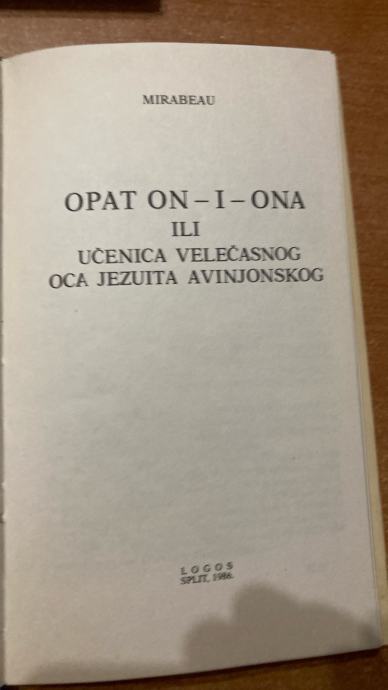 MIRABEAU
OPAT ON – I – ONA
ILI
UČENICA VELEČASNOG
OCA JEZUITA AVINJONSKOG
LOGOS
SPLIT, 1986.